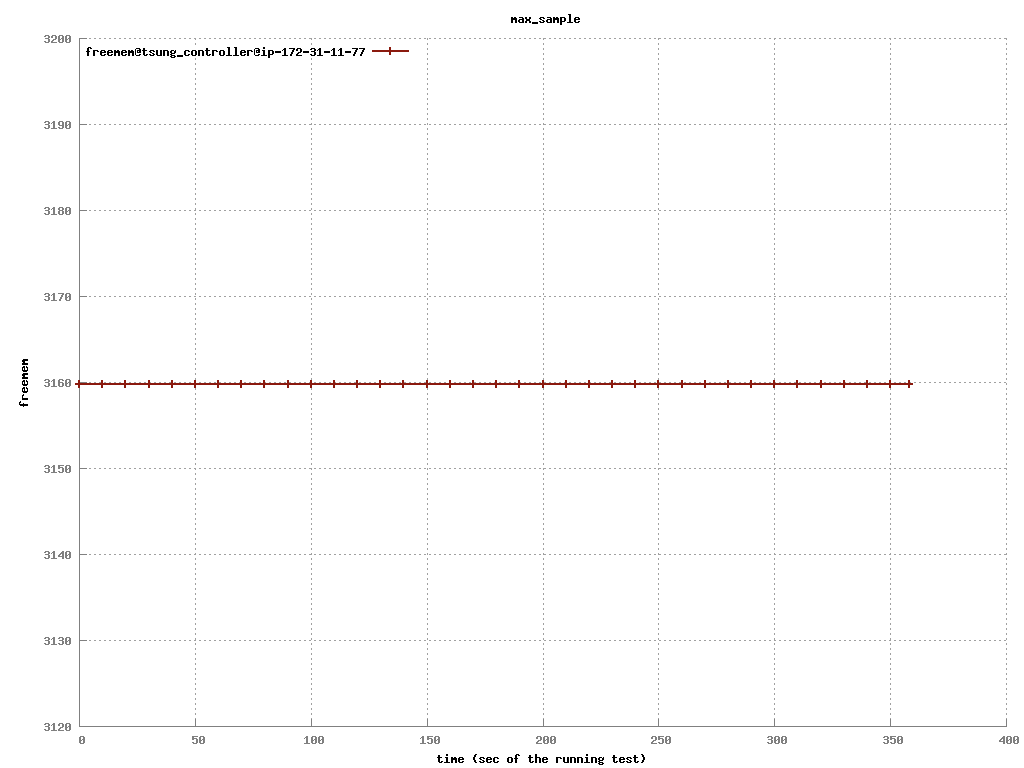 max_sample
freemem@tsung_controller@ip-172-31-11-77
3200
3190
3180
3170
3160
3150
3140
3130
3120
freemem
0 50 100 150 200 250 300 350 400
time (sec of the running test)